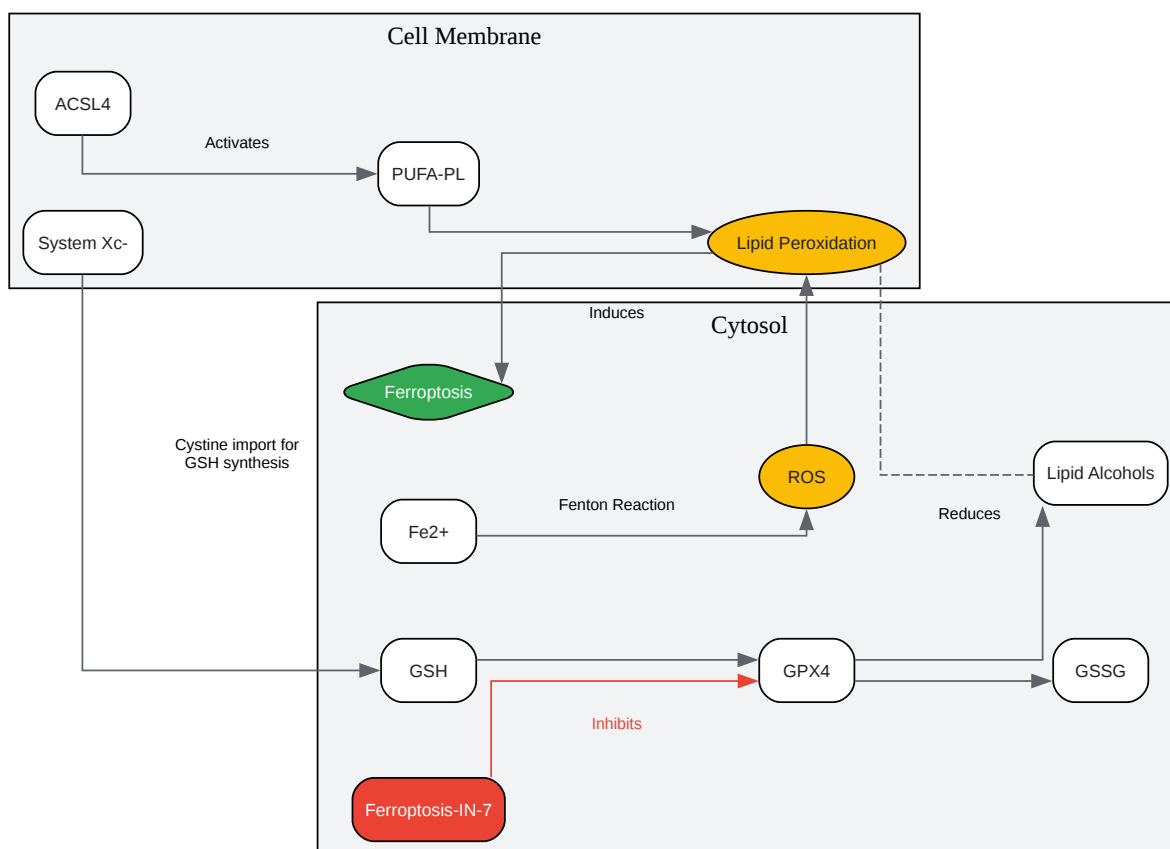 Cell Membrane
ACSL4
Activates
PUFA-PL
System Xc-
Lipid Peroxidation
Induces
Cytosol
Ferroptosis
Cystine import for
GSH synthesis
ROS
Lipid Alcohols
Fenton Reaction
Reduces
Fe2+
GSH
GPX4
GSSG
Inhibits
Ferroptosis-IN-7